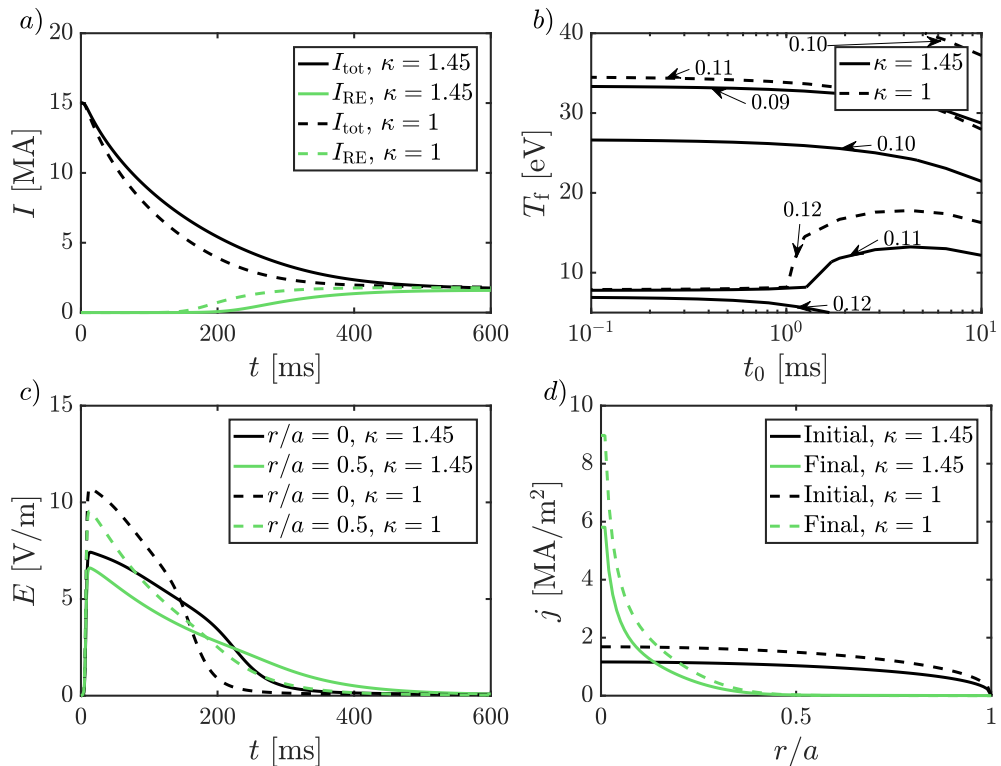 a)
I [MA]
20
15
10
5
0
0
200
400
600
t [ms]
I_tot, κ = 1.45
I_RE, κ = 1.45
I_tot, κ = 1
I_RE, κ = 1
b)
T_f [eV]
40
30
20
10
10^−1
10^0
10^1
t_0 [ms]
κ = 1.45
κ = 1
0.10
0.11
0.09
0.10
0.12
0.11
0.12
c)
E [V/m]
15
10
5
0
0
200
400
600
t [ms]
r/a = 0, κ = 1.45
r/a = 0.5, κ = 1.45
r/a = 0, κ = 1
r/a = 0.5, κ = 1
d)
j [MA/m^2]
10
8
6
4
2
0
0
0.5
1
r/a
Initial, κ = 1.45
Final, κ = 1.45
Initial, κ = 1
Final, κ = 1